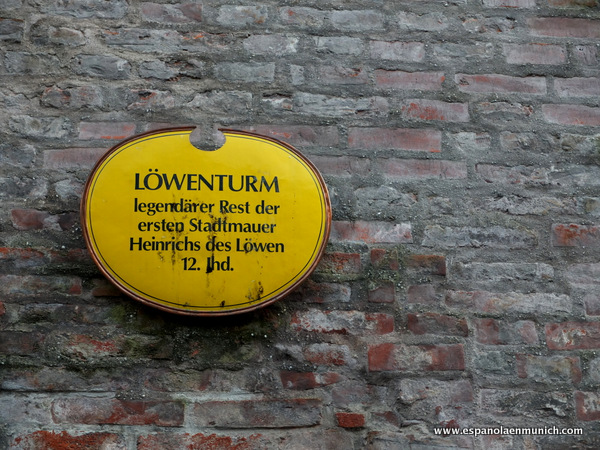 LÖWENTURM
legendärer Rest der
ersten Stadtmauer
Heinrichs des Löwen
12. Jhd.
www.espanolaenmunich.com